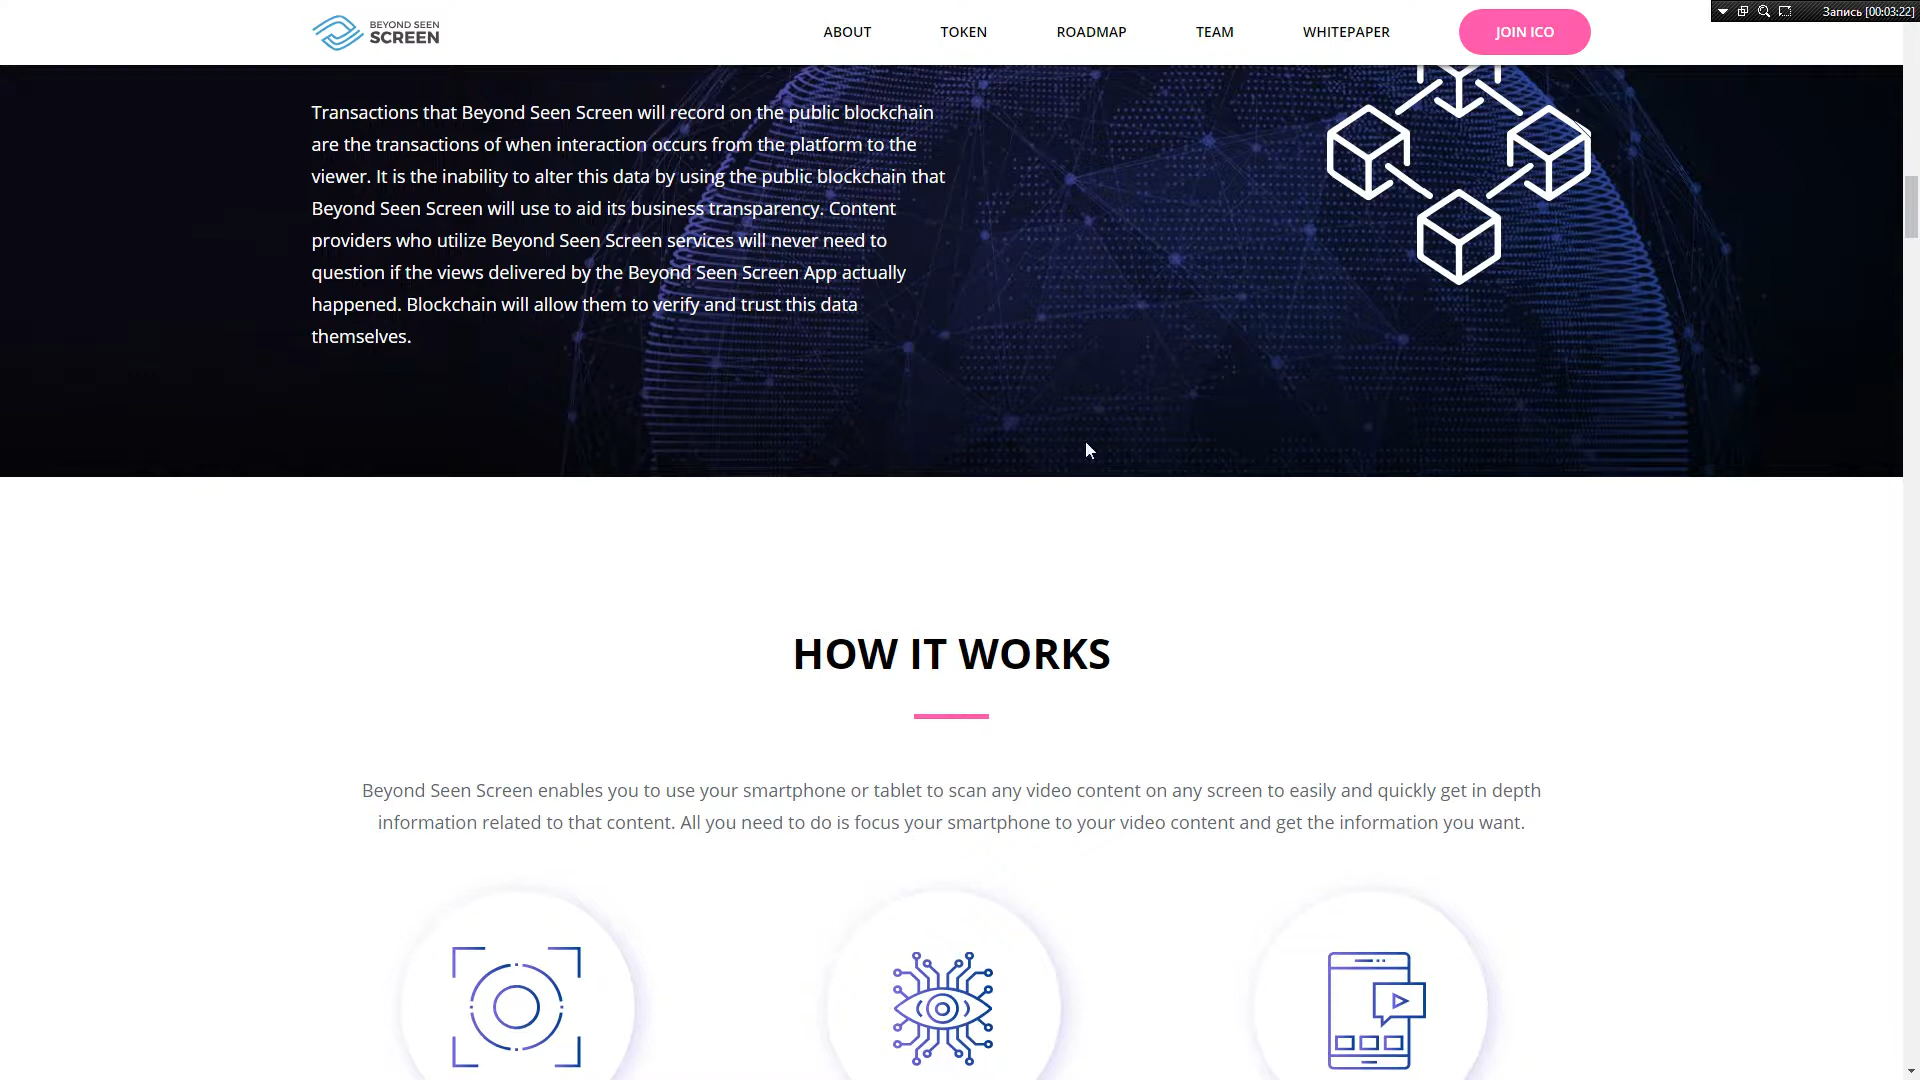 BEYOND SEEN
SCREEN
ABOUT
TOKEN
ROADMAP
TEAM
WHITEPAPER
JOIN ICO
Запись [00:03:22]
Transactions that Beyond Seen Screen will record on the public blockchain
are the transactions of when interaction occurs from the platform to the
viewer. It is the inability to alter this data by using the public blockchain that
Beyond Seen Screen will use to aid its business transparency. Content
providers who utilize Beyond Seen Screen services will never need to
question if the views delivered by the Beyond Seen Screen App actually
happened. Blockchain will allow them to verify and trust this data
themselves.
HOW IT WORKS
Beyond Seen Screen enables you to use your smartphone or tablet to scan any video content on any screen to easily and quickly get in depth
information related to that content. All you need to do is focus your smartphone to your video content and get the information you want.